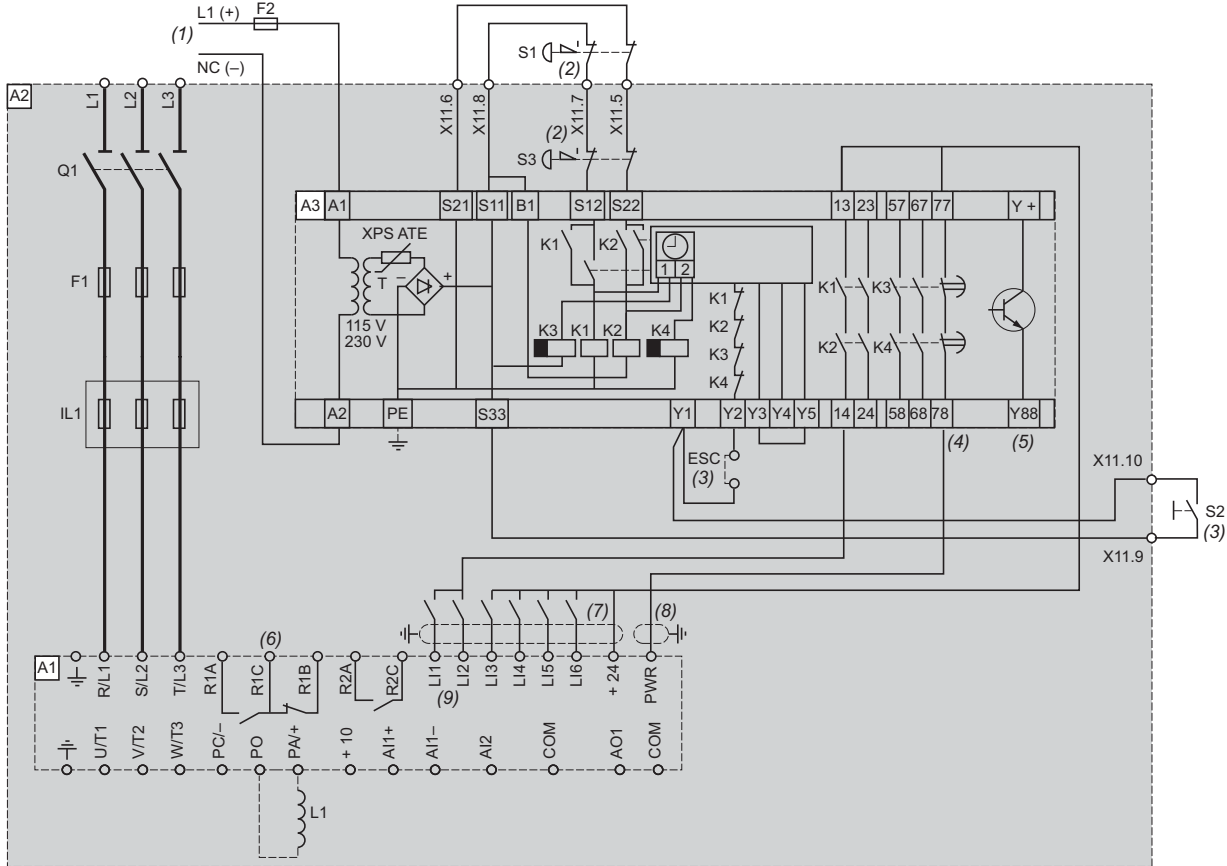 L1 (+) F2
(1)
NC (–)
S1 (2)
A2
L1 L2 L3
X11.6 X11.8 X11.7 X11.5
(2)
S3
Q1
A3 A1 S21 S11 B1 S12 S22 13 23 57 67 77 Y +
XPS ATE
K1 K2
1 2
T – +
F1
115 V
230 V
K3 K1 K2 K4
K1
K2
K3
K4
K1 K3
K2 K4
IL1
A2 PE S33 Y1 Y2 Y3 Y4 Y5 14 24 58 68 78 Y88
(4) (5)
ESC
(3)
X11.10
S2
(3)
X11.9
(7) (8)
(6)
A1
R/L1 S/L2 T/L3 R1A R1C R1B R2A R2C LI1 LI2 LI3 LI4 LI5 LI6 + 24 PWR
(9)
U/T1 V/T2 W/T3 PC/– PO PA/+ + 10 AI1+ AI1– AI2 COM AO1 COM
L1